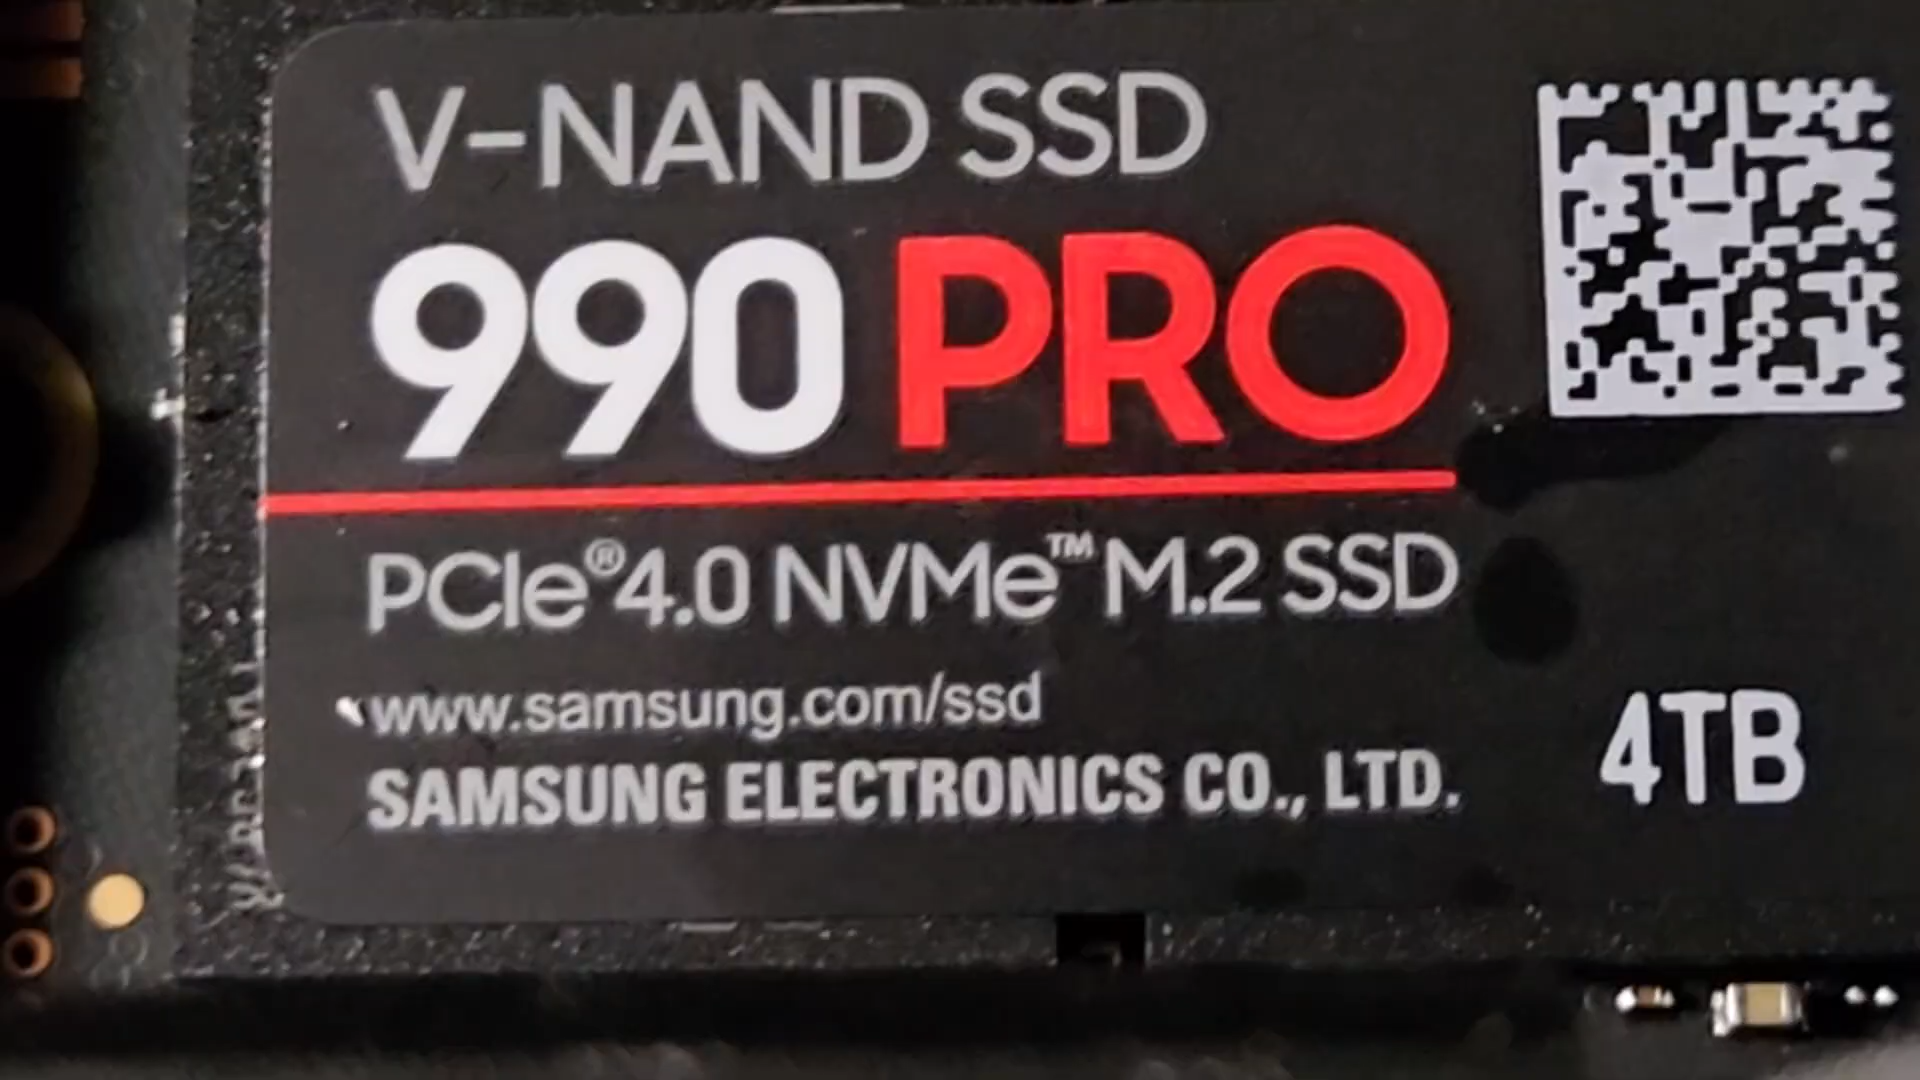 V-NAND SSD
990 PRO
PCIe®4.0 NVMe™ M.2 SSD
www.samsung.com/ssd
SAMSUNG ELECTRONICS CO., LTD.
4TB